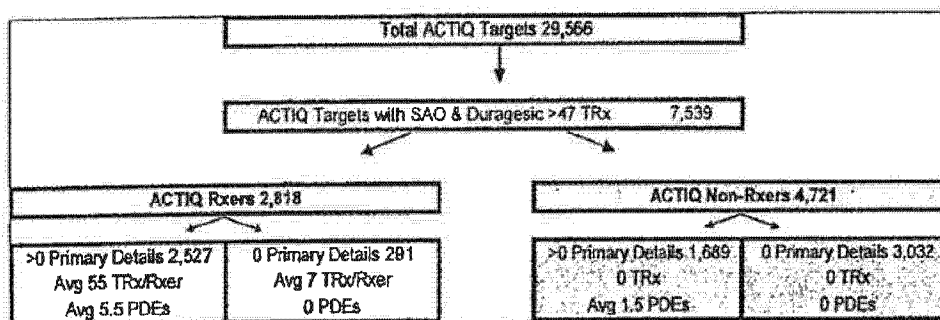 Total ACTIQ Targets 29,566
ACTIQ Targets with SAO & Duragesic >47 TRx 7,539
ACTIQ Rxers 2,818
ACTIQ Non-Rxers 4,721
>0 Primary Details 2,527
Avg 55 TRx/Rxer
Avg 5.5 PDEs
0 Primary Details 291
Avg 7 TRx/Rxer
0 PDEs
>0 Primary Details 1,689
0 TRx
Avg 1.5 PDEs
0 Primary Details 3,032
0 TRx
0 PDEs